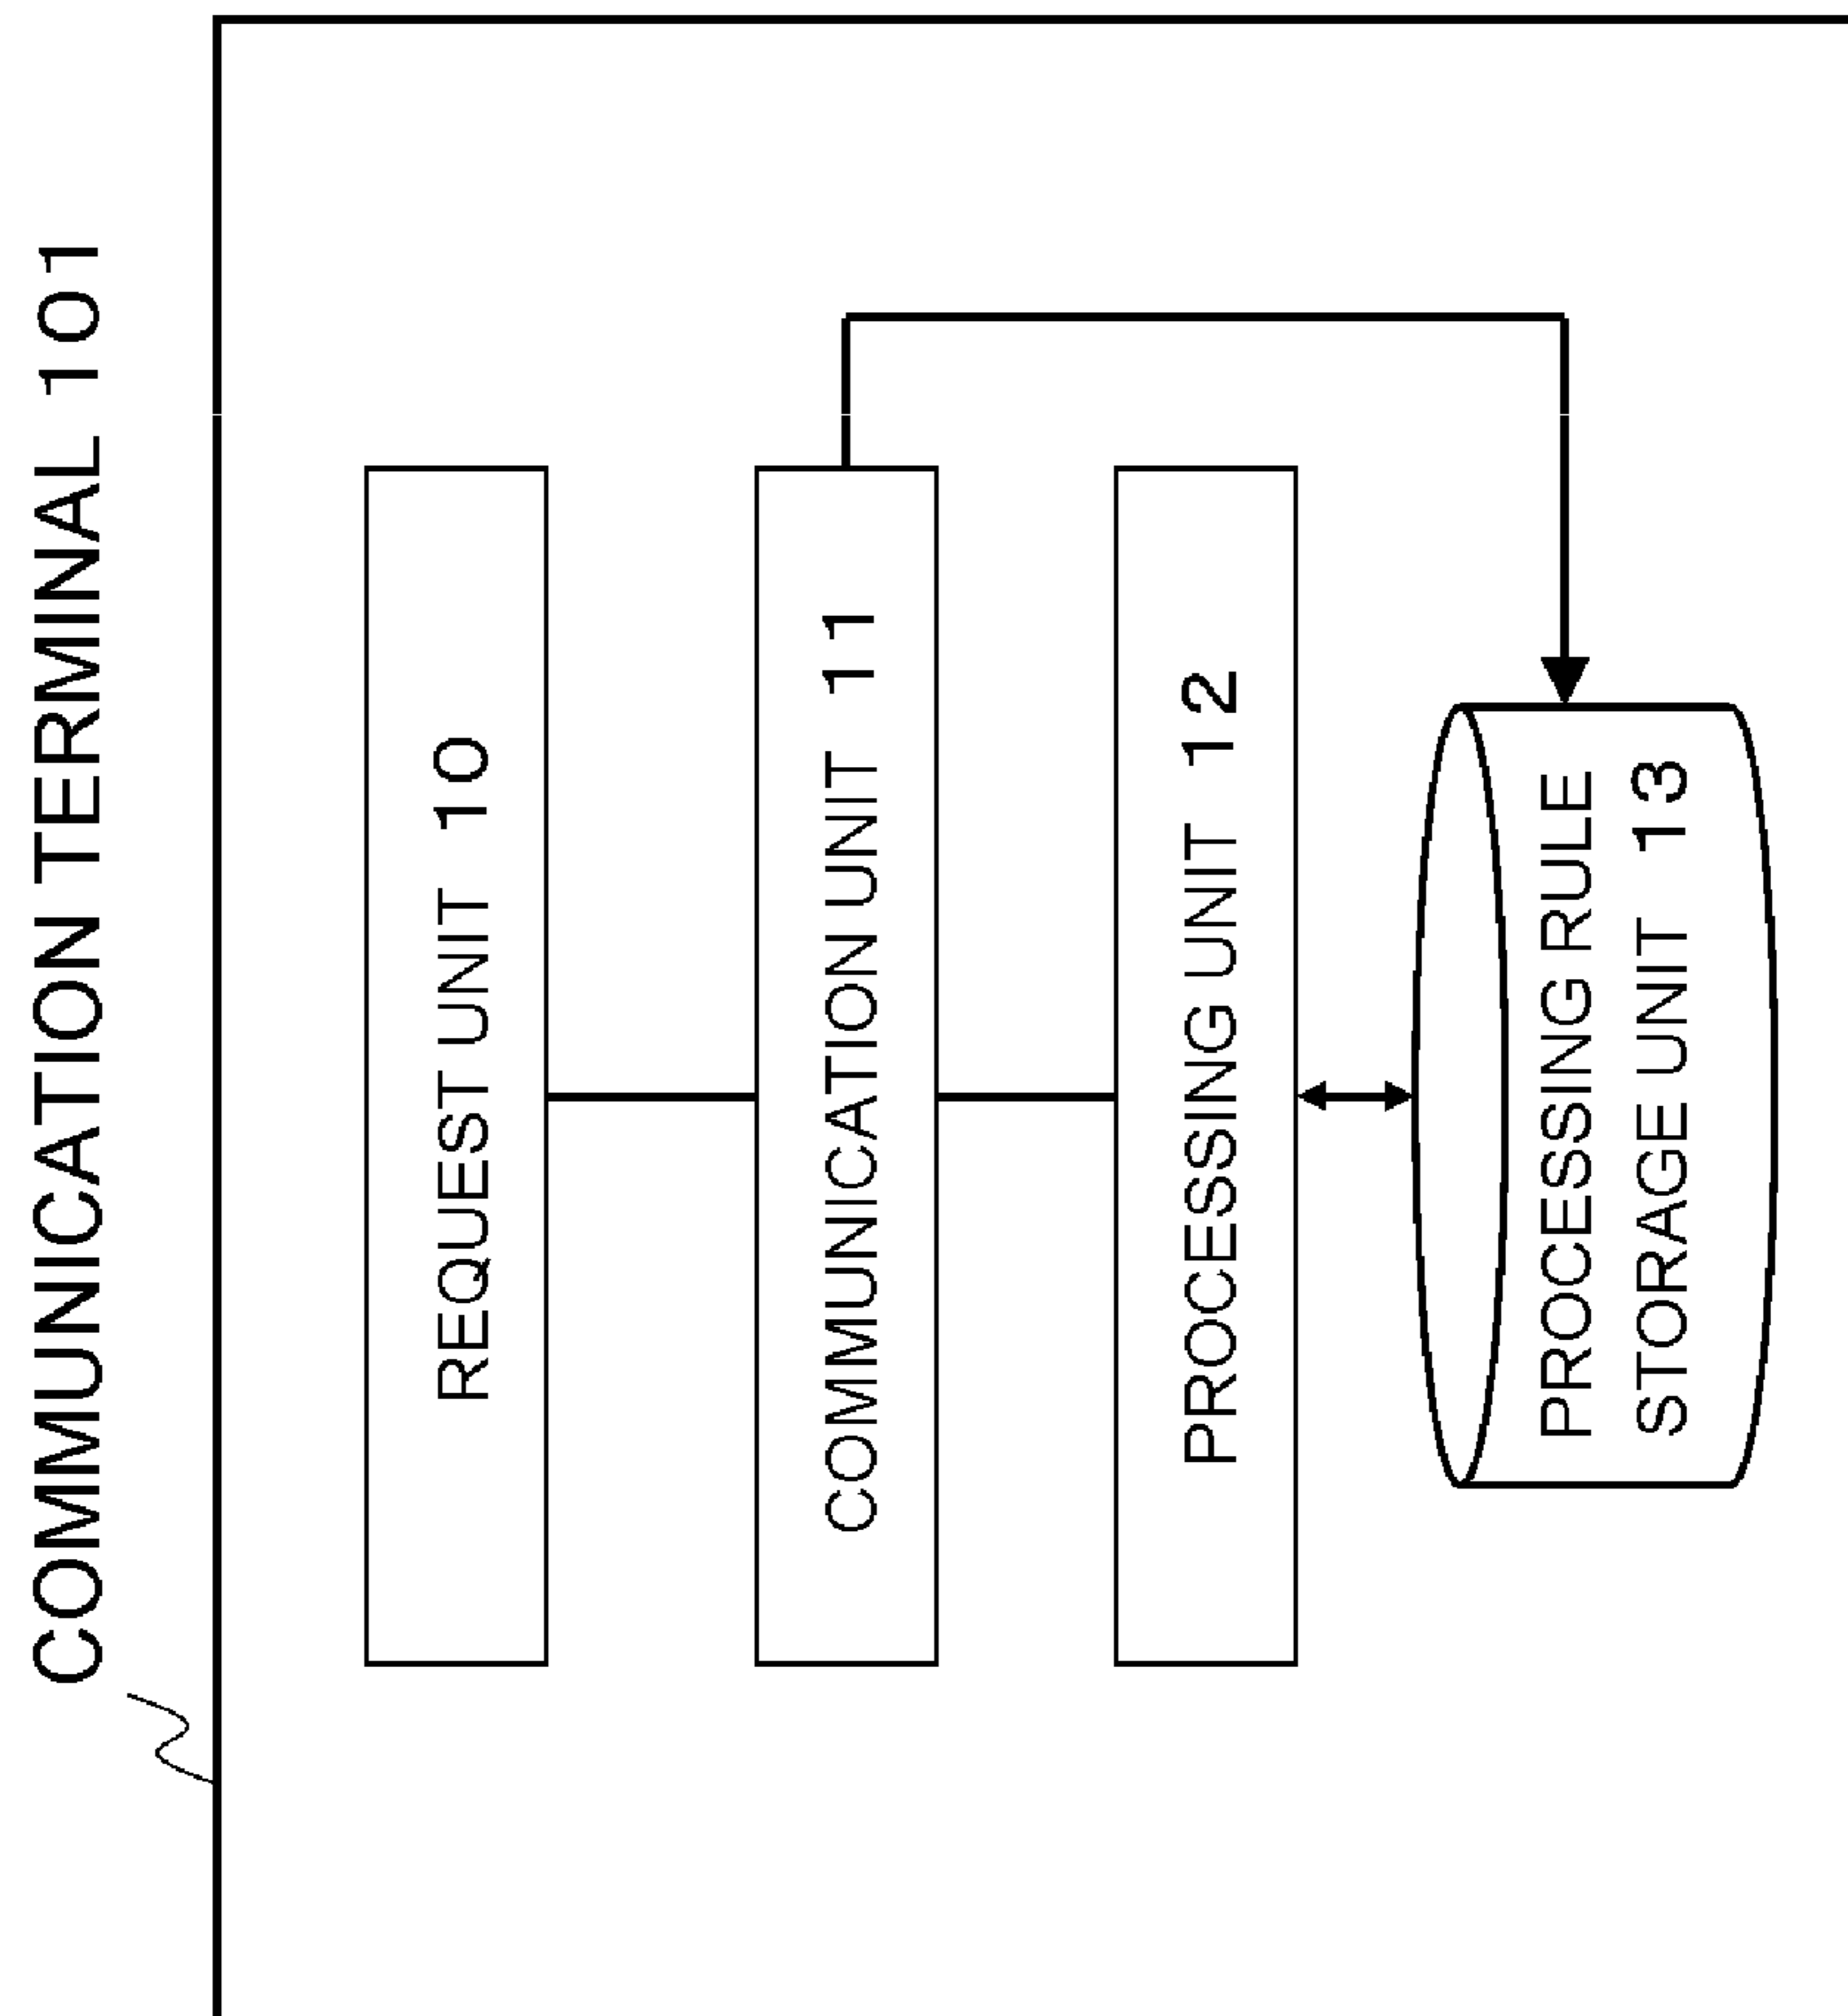 COMMUNICATION TERMINAL 101
REQUEST UNIT 10
COMMUNICATION UNIT 11
PROCESSING UNIT 12
PROCESSING RULE
STORAGE UNIT 13